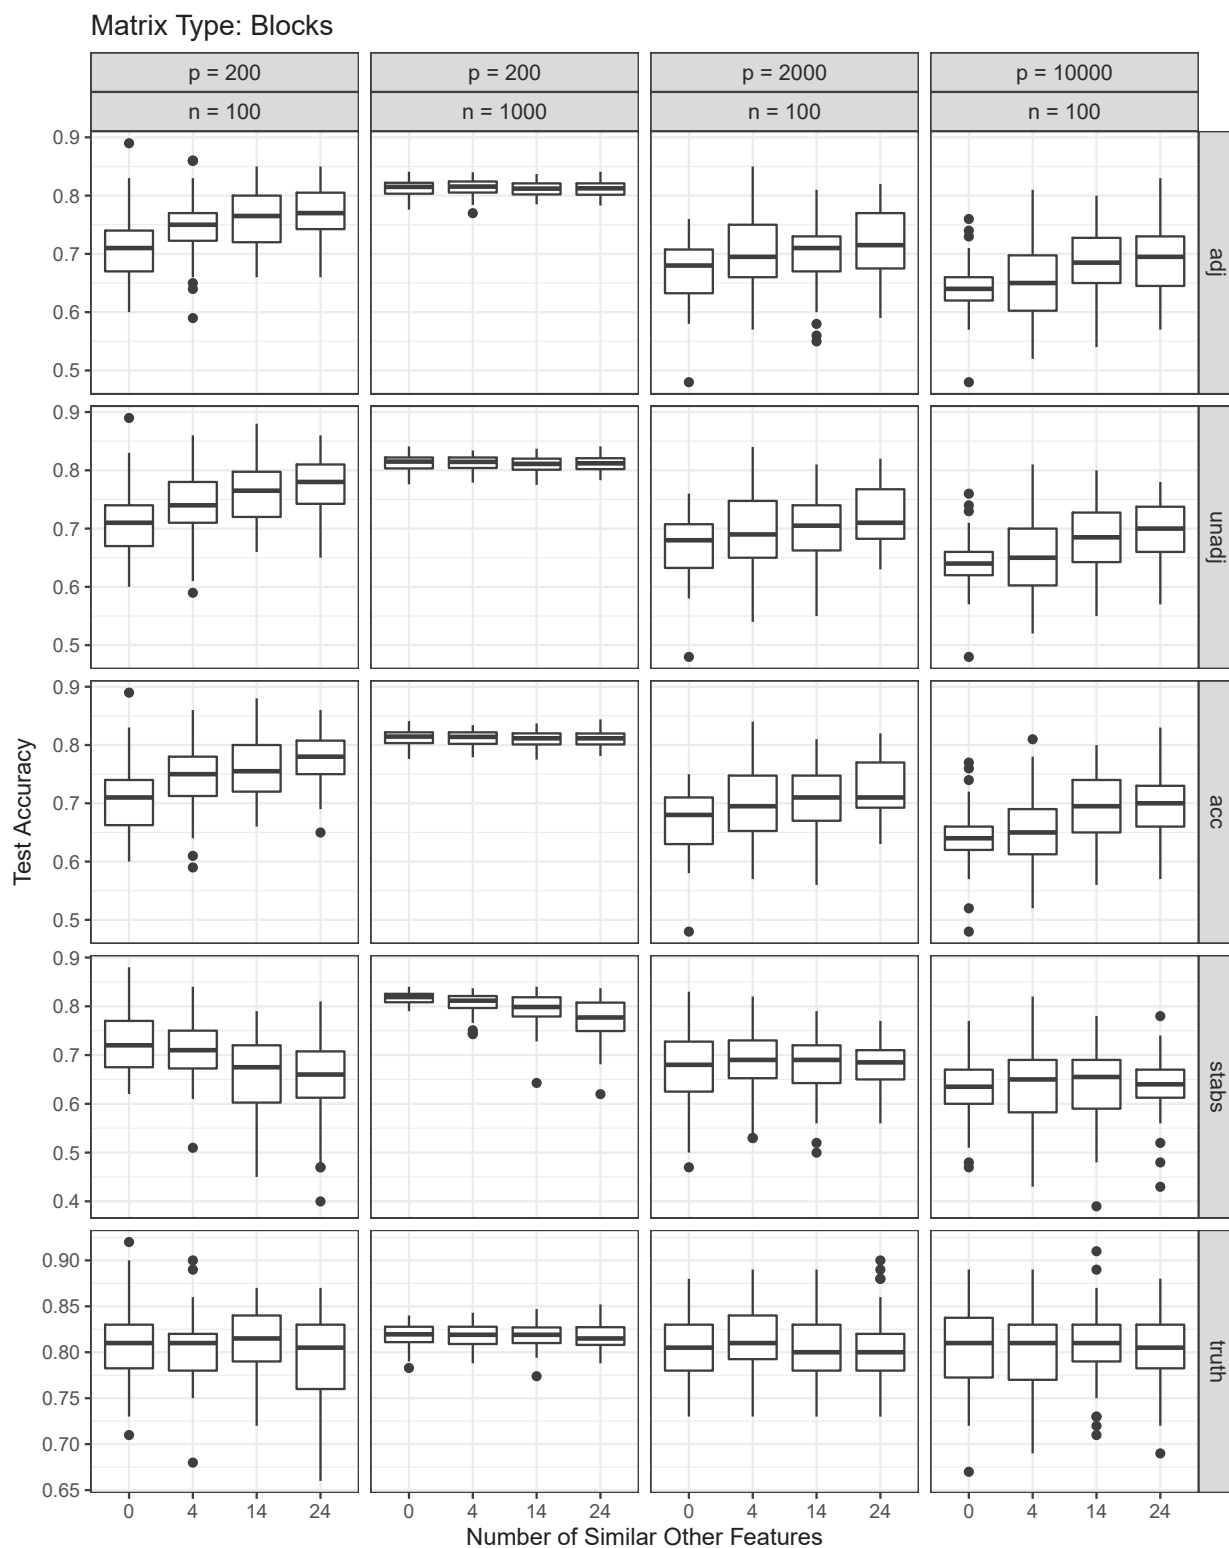 Matrix Type: Blocks
p = 200
p = 200
p = 2000
p = 10000
n = 100
n = 1000
n = 100
n = 100
0.9
0.8
0.7
0.6
0.5
adj
0.9
0.8
0.7
0.6
0.5
unadj
0.9
0.8
0.7
0.6
0.5
acc
Test Accuracy
0.9
0.8
0.7
0.6
0.5
0.4
stabs
0.90
0.85
0.80
0.75
0.70
0.65
truth
0 4 14 24
0 4 14 24
0 4 14 24
0 4 14 24
Number of Similar Other Features